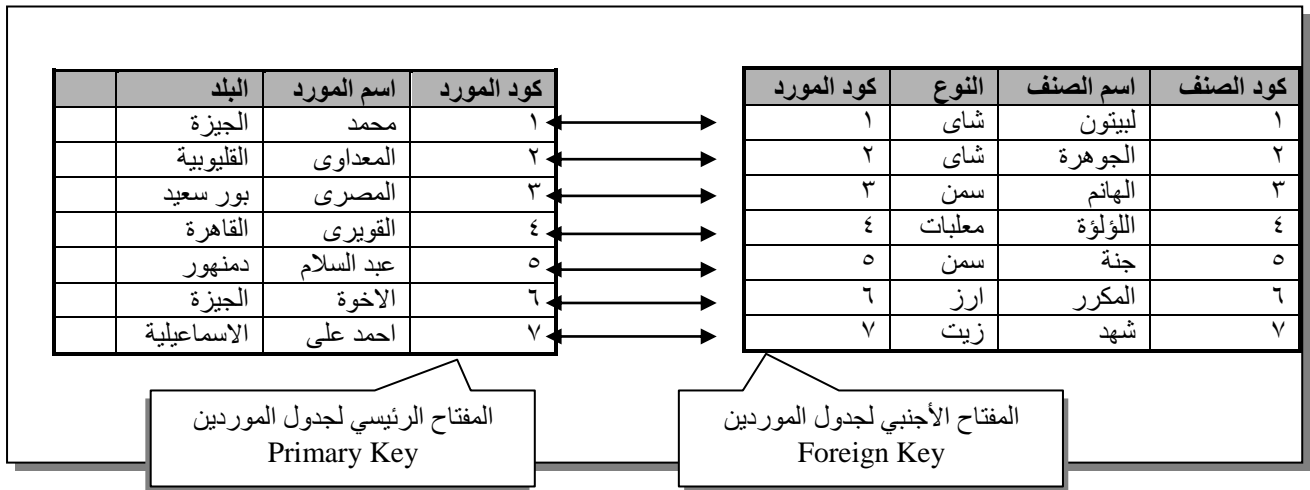 كود الصنف اسم الصنف النوع كود المورد
١ لبيتون شاى ١
٢ الجوهرة شاى ٢
٣ الهانم سمن ٣
٤ اللؤلؤة معلبات ٤
٥ جنة سمن ٥
٦ المكرر ارز ٦
٧ شهد زيت ٧
كود المورد اسم المورد البلد
١ محمد الجيزة
٢ المعداوى القليوبية
٣ المصرى بور سعيد
٤ القويرى القاهرة
٥ عبد السلام دمنهور
٦ الاخوة الجيزة
٧ احمد على الاسماعيلية
المفتاح الأجنبي لجدول الموردين
Foreign Key
المفتاح الرئيسي لجدول الموردين
Primary Key